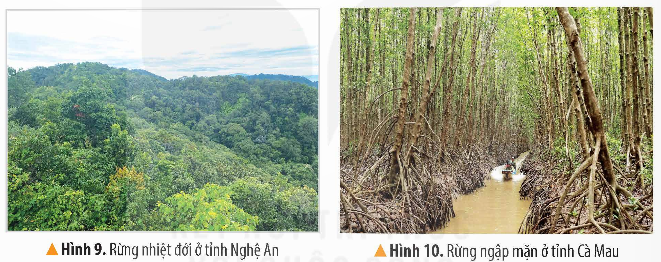 ▲ Hình 9. Rừng nhiệt đới ở tỉnh Nghệ An
▲ Hình 10. Rừng ngập mặn ở tỉnh Cà Mau